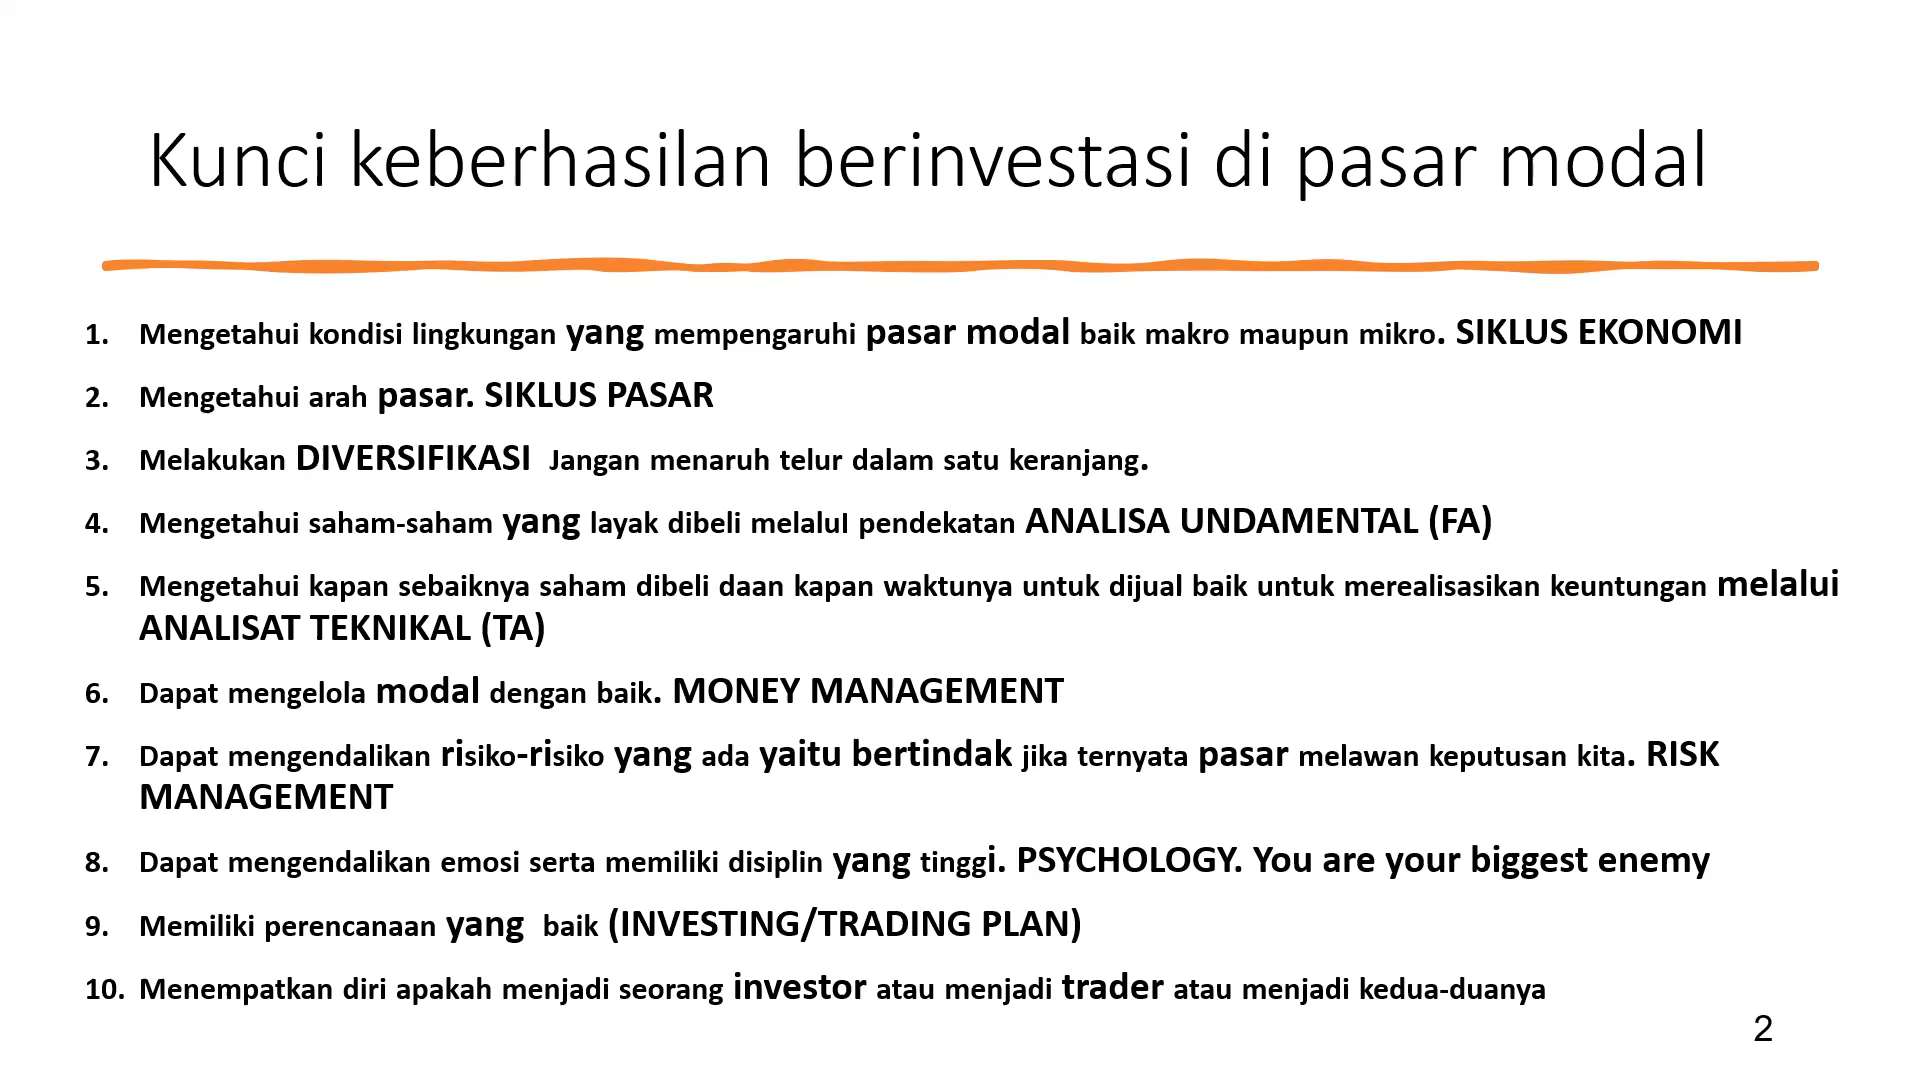 Kunci keberhasilan berinvestasi di pasar modal
1. Mengetahui kondisi lingkungan yang mempengaruhi pasar modal baik makro maupun mikro. SIKLUS EKONOMI
2. Mengetahui arah pasar. SIKLUS PASAR
3. Melakukan DIVERSIFIKASI Jangan menaruh telur dalam satu keranjang.
4. Mengetahui saham-saham yang layak dibeli melaluI pendekatan ANALISA UNDAMENTAL (FA)
5. Mengetahui kapan sebaiknya saham dibeli daan kapan waktunya untuk dijual baik untuk merealisasikan keuntungan melalui
ANALISAT TEKNIKAL (TA)
6. Dapat mengelola modal dengan baik. MONEY MANAGEMENT
7. Dapat mengendalikan risiko-risiko yang ada yaitu bertindak jika ternyata pasar melawan keputusan kita. RISK
MANAGEMENT
8. Dapat mengendalikan emosi serta memiliki disiplin yang tinggi. PSYCHOLOGY. You are your biggest enemy
9. Memiliki perencanaan yang baik (INVESTING/TRADING PLAN)
10. Menempatkan diri apakah menjadi seorang investor atau menjadi trader atau menjadi kedua-duanya
2